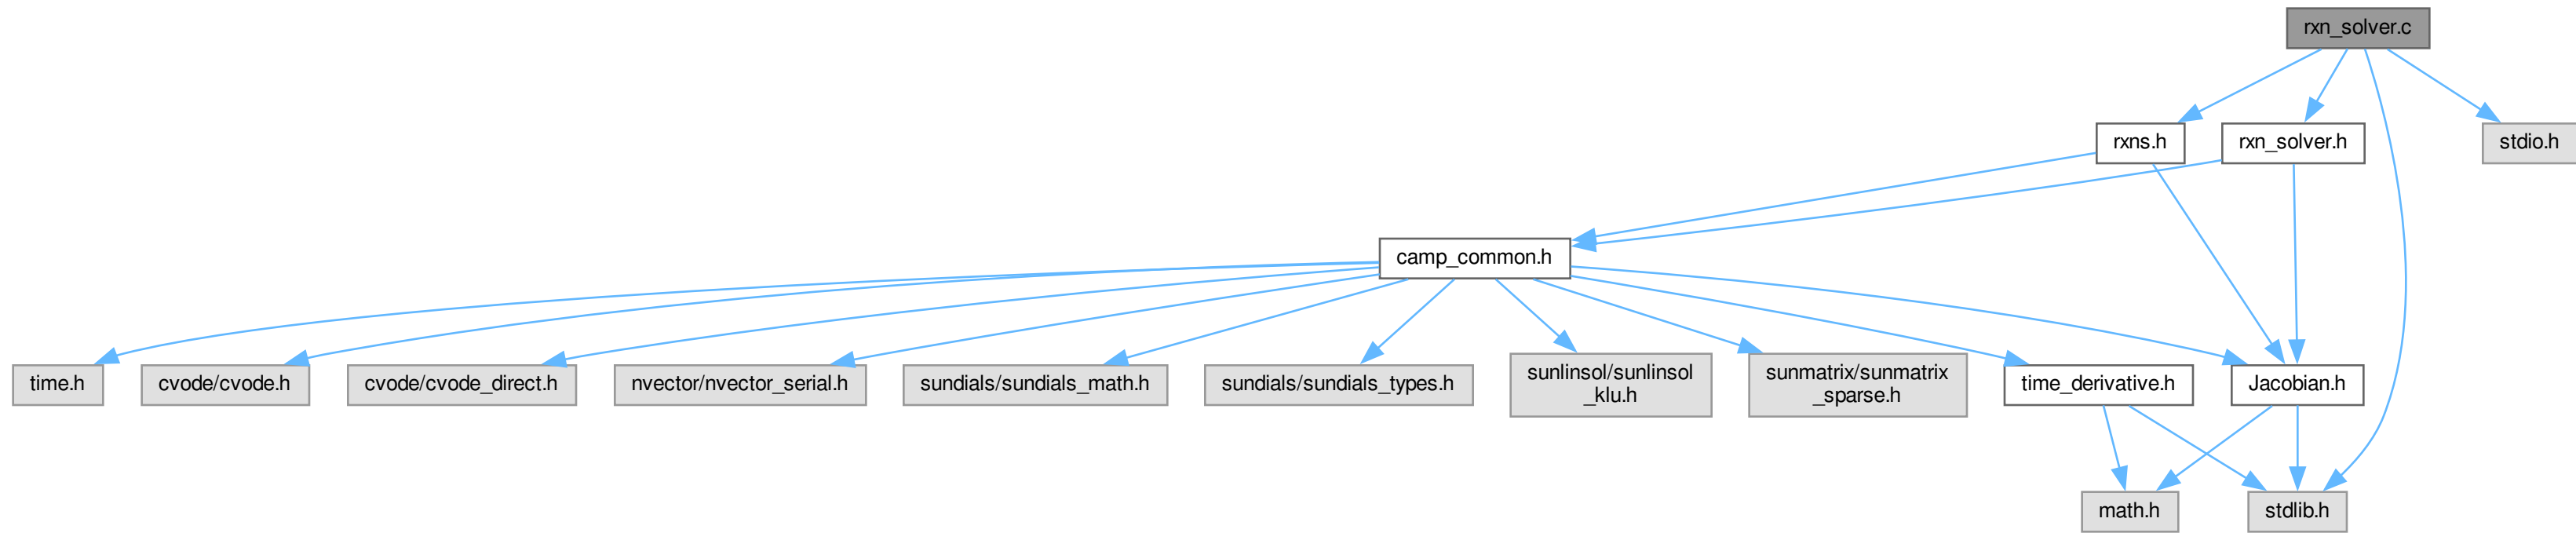 rxn_solver.c
rxns.h
rxn_solver.h
stdio.h
camp_common.h
time.h
cvode/cvode.h
cvode/cvode_direct.h
nvector/nvector_serial.h
sundials/sundials_math.h
sundials/sundials_types.h
sunlinsol/sunlinsol
_klu.h
sunmatrix/sunmatrix
_sparse.h
time_derivative.h
Jacobian.h
math.h
stdlib.h